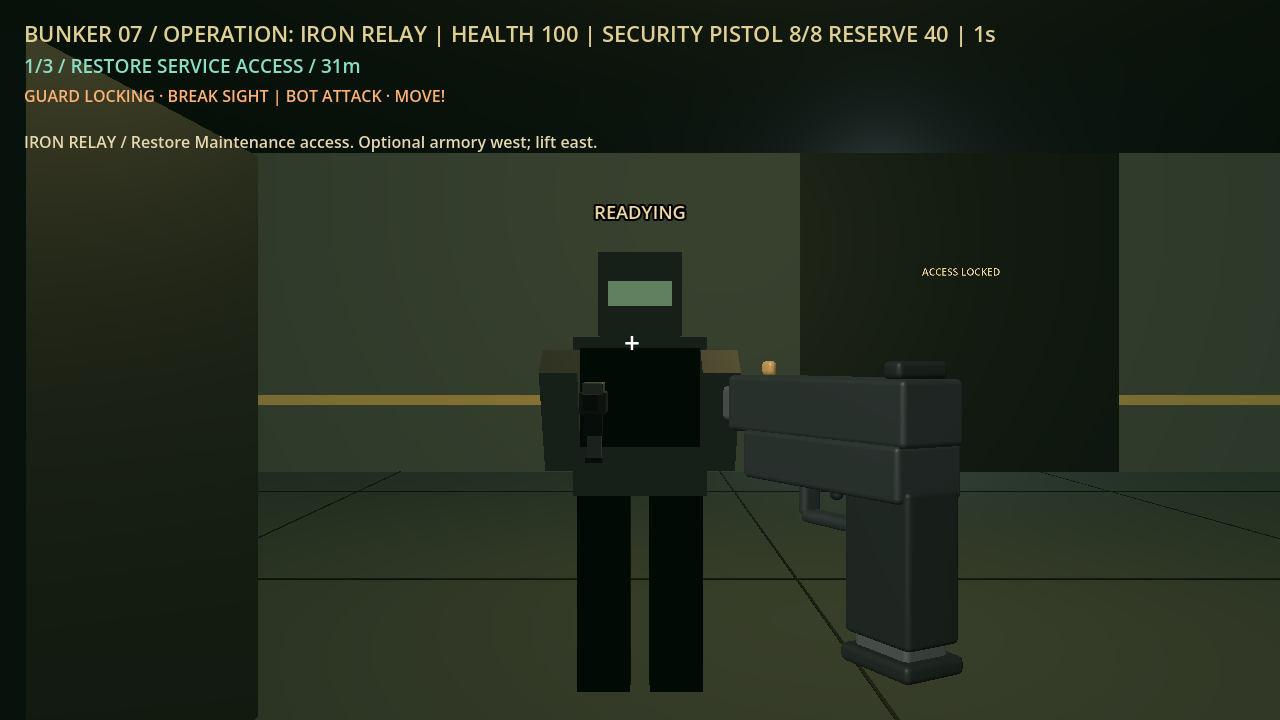 BUNKER 07 / OPERATION: IRON RELAY | HEALTH 100 | SECURITY PISTOL 8/8 RESERVE 40 | 1s
1/3 / RESTORE SERVICE ACCESS / 31m
GUARD LOCKING · BREAK SIGHT | BOT ATTACK · MOVE!
IRON RELAY / Restore Maintenance access. Optional armory west; lift east.
READYING
ACCESS LOCKED